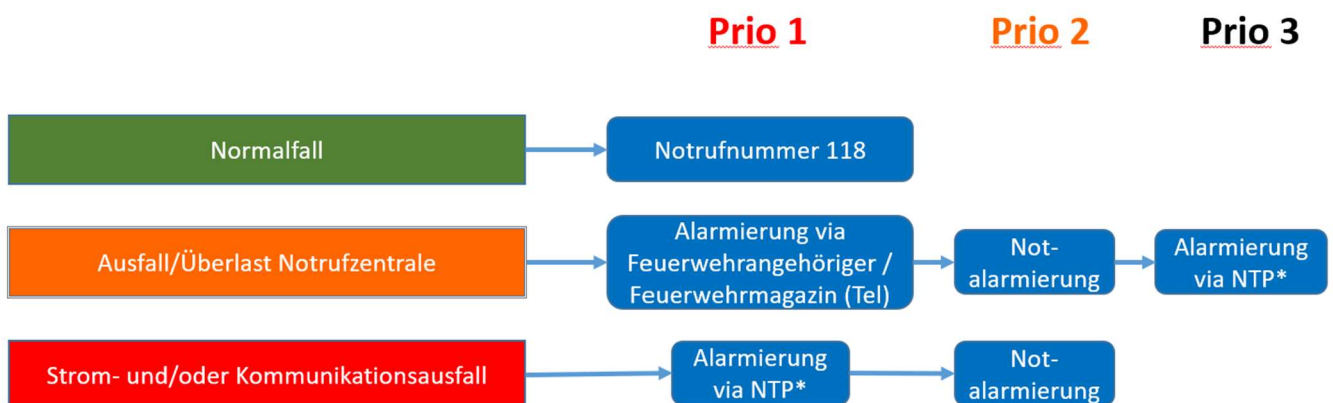 Prio 1
Prio 2
Prio 3
Normalfall
Notrufnummer 118
Ausfall/Überlast Notrufzentrale
Alarmierung via
Feuerwehrangehöriger /
Feuerwehrmagazin (Tel)
Not-
alarmierung
Alarmierung
via NTP*
Strom- und/oder Kommunikationsausfall
Alarmierung
via NTP*
Not-
alarmierung